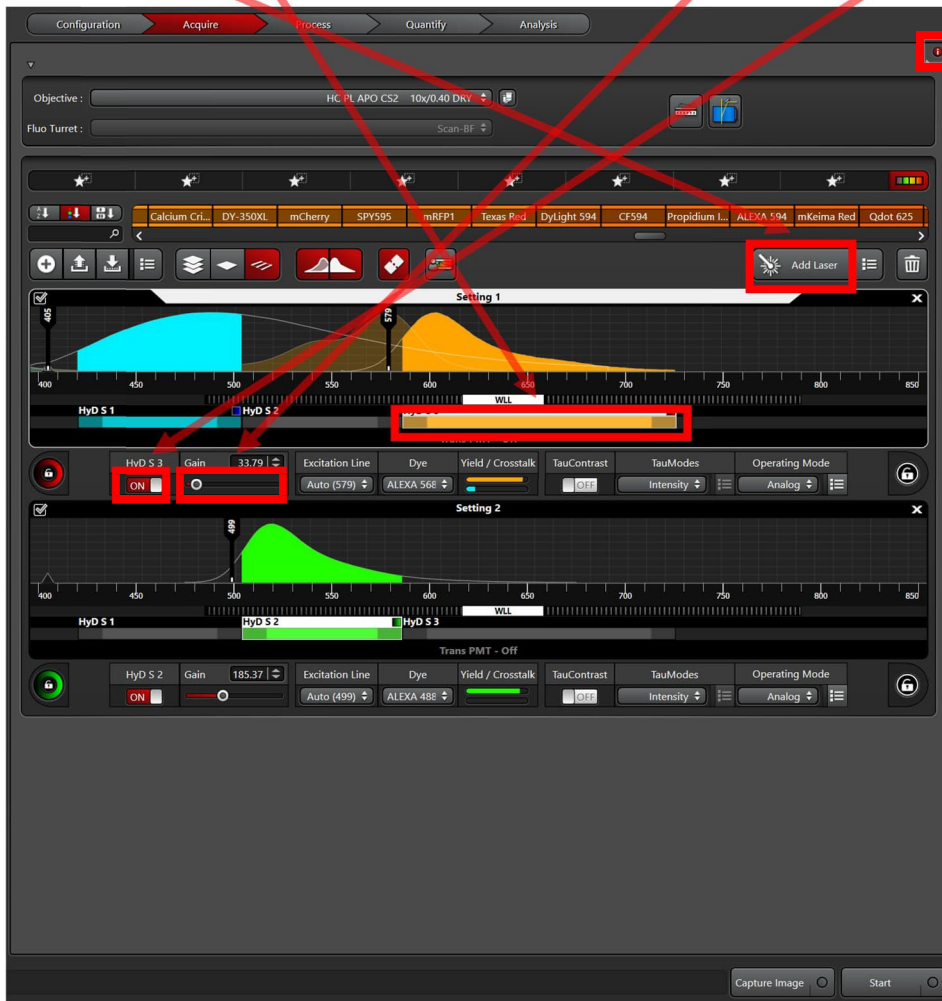 Configuration Acquire Process Quantify Analysis
Objective : HC PL APO CS2 10x/0.40 DRY
Fluo Turret : Scan-BF
Calcium Cri... DY-350XL mCherry SPY595 mRFP1 Texas Red DyLight 594 CF594 Propidium I... ALEXA 594 mKeima Red Qdot 625
Add Laser
Setting 1
405 579
400 450 500 550 600 650 700 750 800 850
WLL
HyD S 1 HyD S 2
Trans PMT - Off
HyD S 3 Gain 33.79 Excitation Line Dye Yield / Crosstalk TauContrast TauModes Operating Mode
ON Auto (579) ALEXA 568 OFF Intensity Analog
Setting 2
499
400 450 500 550 600 650 700 750 800 850
WLL
HyD S 1 HyD S 2 HyD S 3
Trans PMT - Off
HyD S 2 Gain 185.37 Excitation Line Dye Yield / Crosstalk TauContrast TauModes Operating Mode
ON Auto (499) ALEXA 488 OFF Intensity Analog
Capture Image Start